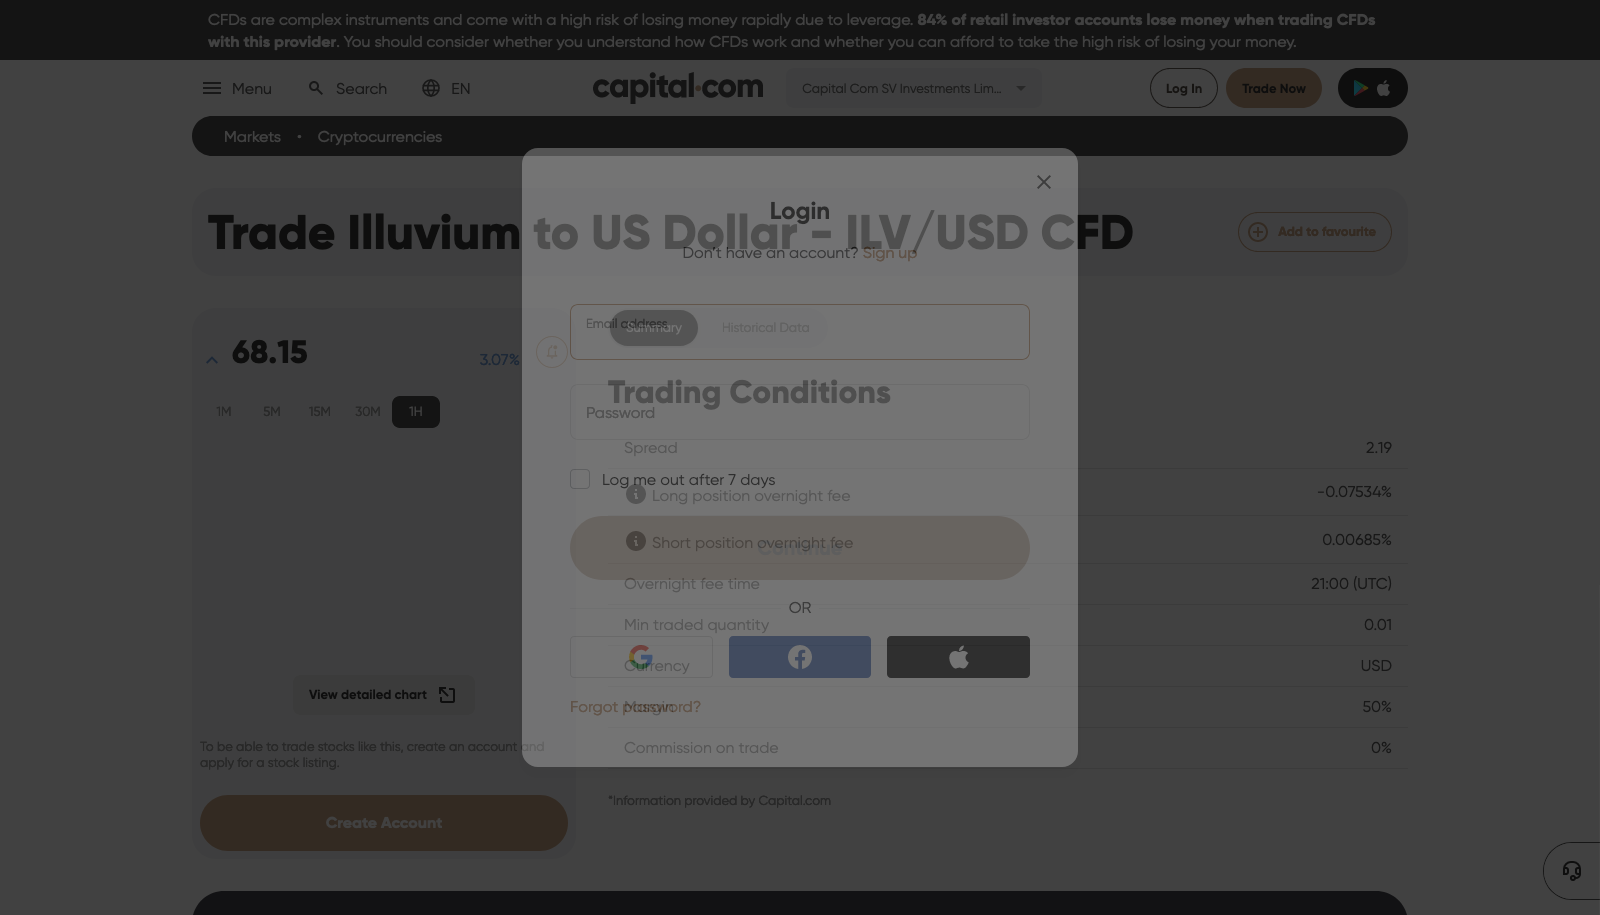 CFDs are complex instruments and come with a high risk of losing money rapidly due to leverage. 84% of retail investor accounts lose money when trading CFDs
with this provider. You should consider whether you understand how CFDs work and whether you can afford to take the high risk of losing your money.
Menu
Search
EN
capital.com
Capital Com SV Investments Lim...
Log In
Trade Now
Markets • Cryptocurrencies
Login
Trade Illuvium to US Dollar - ILV/USD CFD
Add to favourite
Don't have an account? Sign up
Email address
Summary
Historical Data
68.15
3.07%
1M
5M
15M
30M
1H
Trading Conditions
Password
Spread
2.19
Log me out after 7 days
Long position overnight fee
-0.07534%
Short position overnight fee
0.00685%
Continue
Overnight fee time
21:00 (UTC)
OR
Min traded quantity
0.01
Currency
USD
Forgot password?
Margin
50%
View detailed chart
To be able to trade stocks like this, create an account and
apply for a stock listing.
Commission on trade
0%
*Information provided by Capital.com
Create Account